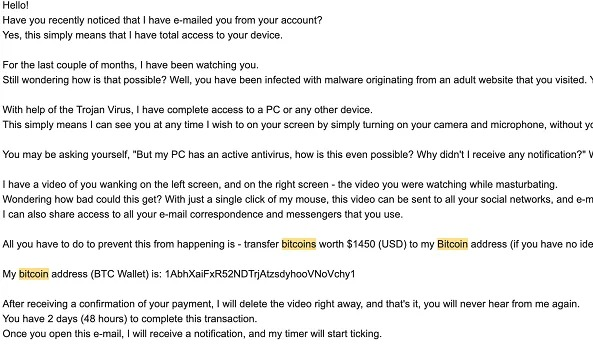 Hello!
Have you recently noticed that I have e-mailed you from your account?
Yes, this simply means that I have total access to your device.
For the last couple of months, I have been watching you.
Still wondering how is that possible? Well, you have been infected with malware originating from an adult website that you visited.
With help of the Trojan Virus, I have complete access to a PC or any other device.
This simply means I can see you at any time I wish to on your screen by simply turning on your camera and microphone, without
You may be asking yourself, "But my PC has an active antivirus, how is this even possible? Why didn't I receive any notification?"
I have a video of you wanking on the left screen, and on the right screen - the video you were watching while masturbating.
Wondering how bad could this get? With just a single click of my mouse, this video can be sent to all your social networks, and
I can also share access to all your e-mail correspondence and messengers that you use.
All you have to do to prevent this from happening is - transfer bitcoins worth $1450 (USD) to my Bitcoin address (if you have no
My bitcoin address (BTC Wallet) is: 1AbhXaiFxR52NDTrjAtzsdyhooVNoVchy1
After receiving a confirmation of your payment, I will delete the video right away, and that's it, you will never hear from me again.
You have 2 days (48 hours) to complete this transaction.
Once you open this e-mail, I will receive a notification, and my timer will start ticking.